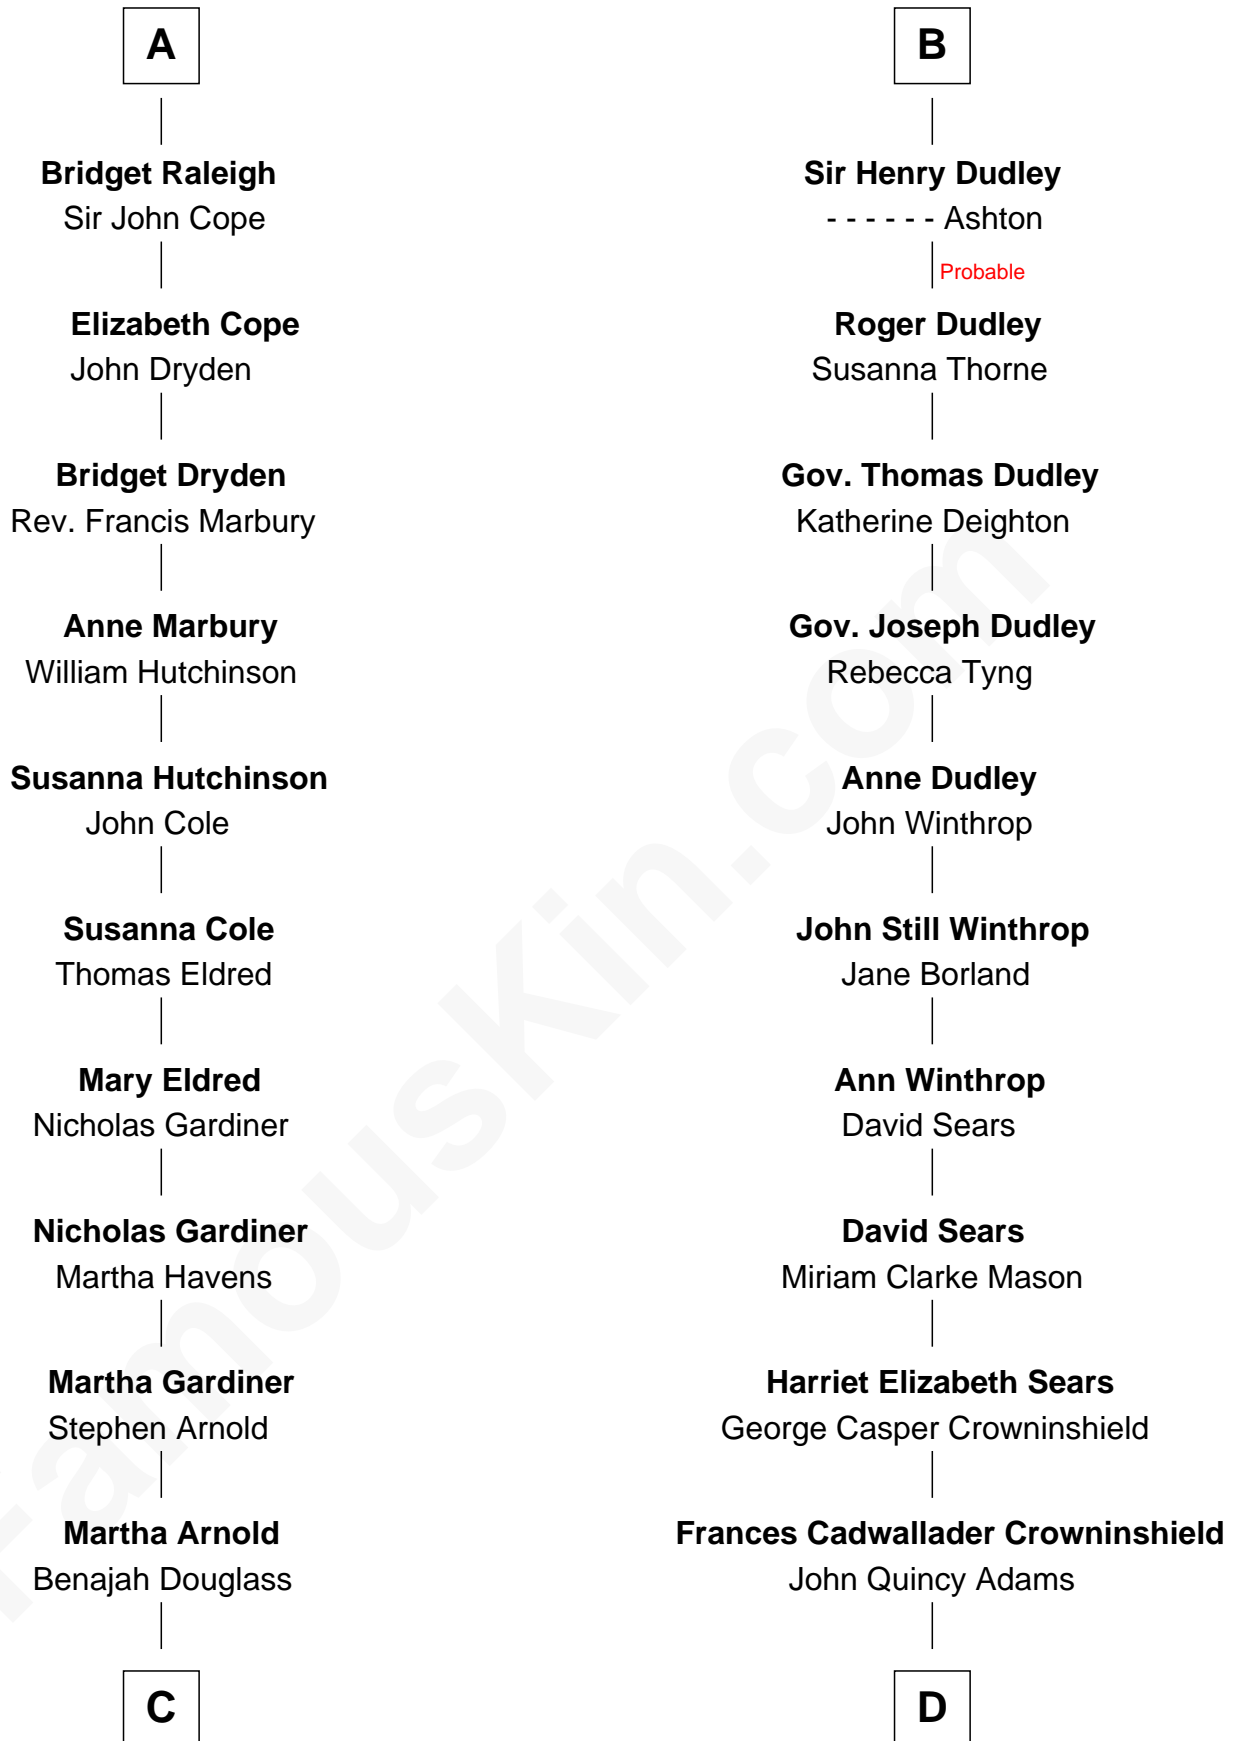 A
Bridget Raleigh
Sir John Cope
Elizabeth Cope
John Dryden
Bridget Dryden
Rev. Francis Marbury
Anne Marbury
William Hutchinson
Susanna Hutchinson
John Cole
Susanna Cole
Thomas Eldred
Mary Eldred
Nicholas Gardiner
Nicholas Gardiner
Martha Havens
Martha Gardiner
Stephen Arnold
Martha Arnold
Benajah Douglass
C
B
Sir Henry Dudley
- - - - - - Ashton
Probable
Roger Dudley
Susanna Thorne
Gov. Thomas Dudley
Katherine Deighton
Gov. Joseph Dudley
Rebecca Tyng
Anne Dudley
John Winthrop
John Still Winthrop
Jane Borland
Ann Winthrop
David Sears
David Sears
Miriam Clarke Mason
Harriet Elizabeth Sears
George Casper Crowninshield
Frances Cadwallader Crowninshield
John Quincy Adams
D
FamousKin.com